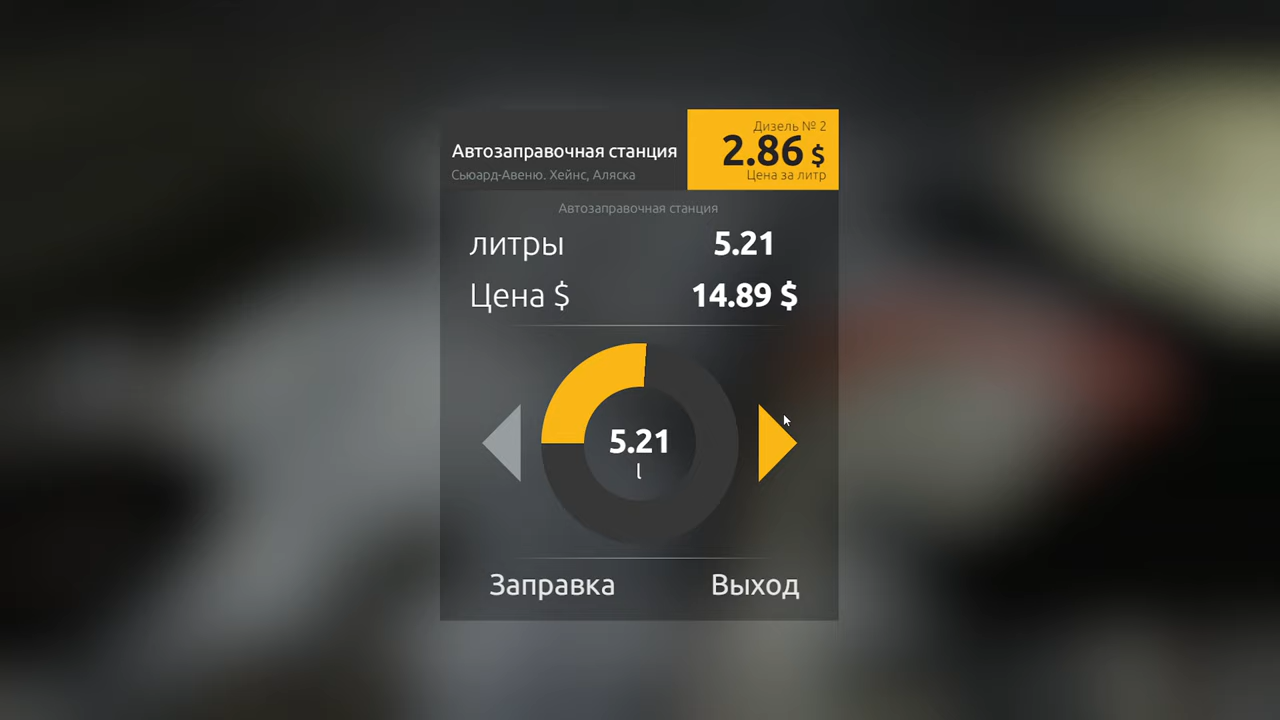 Автозаправочная станция
Сьюард-Авеню. Хейнс, Аляска
Дизель № 2
2.86 $
Цена за литр
Автозаправочная станция
литры 5.21
Цена $ 14.89 $
5.21
l
Заправка Выход